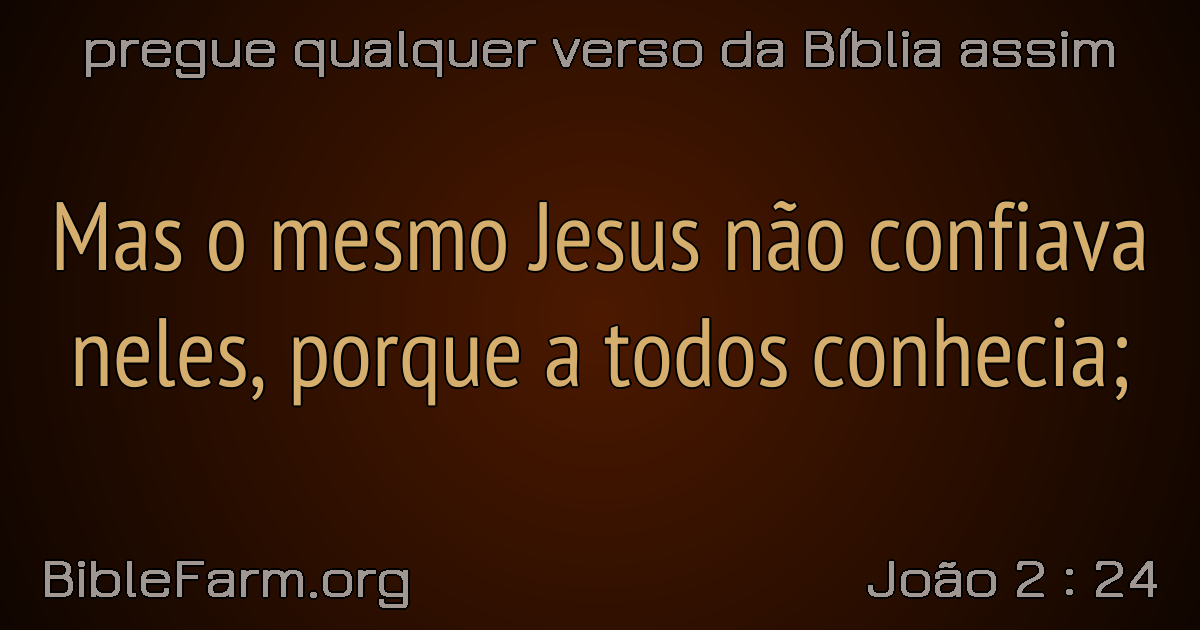 pregue qualquer verso da Bíblia assim
Mas o mesmo Jesus não confiava
neles, porque a todos conhecia;
BibleFarm.org
João 2 : 24